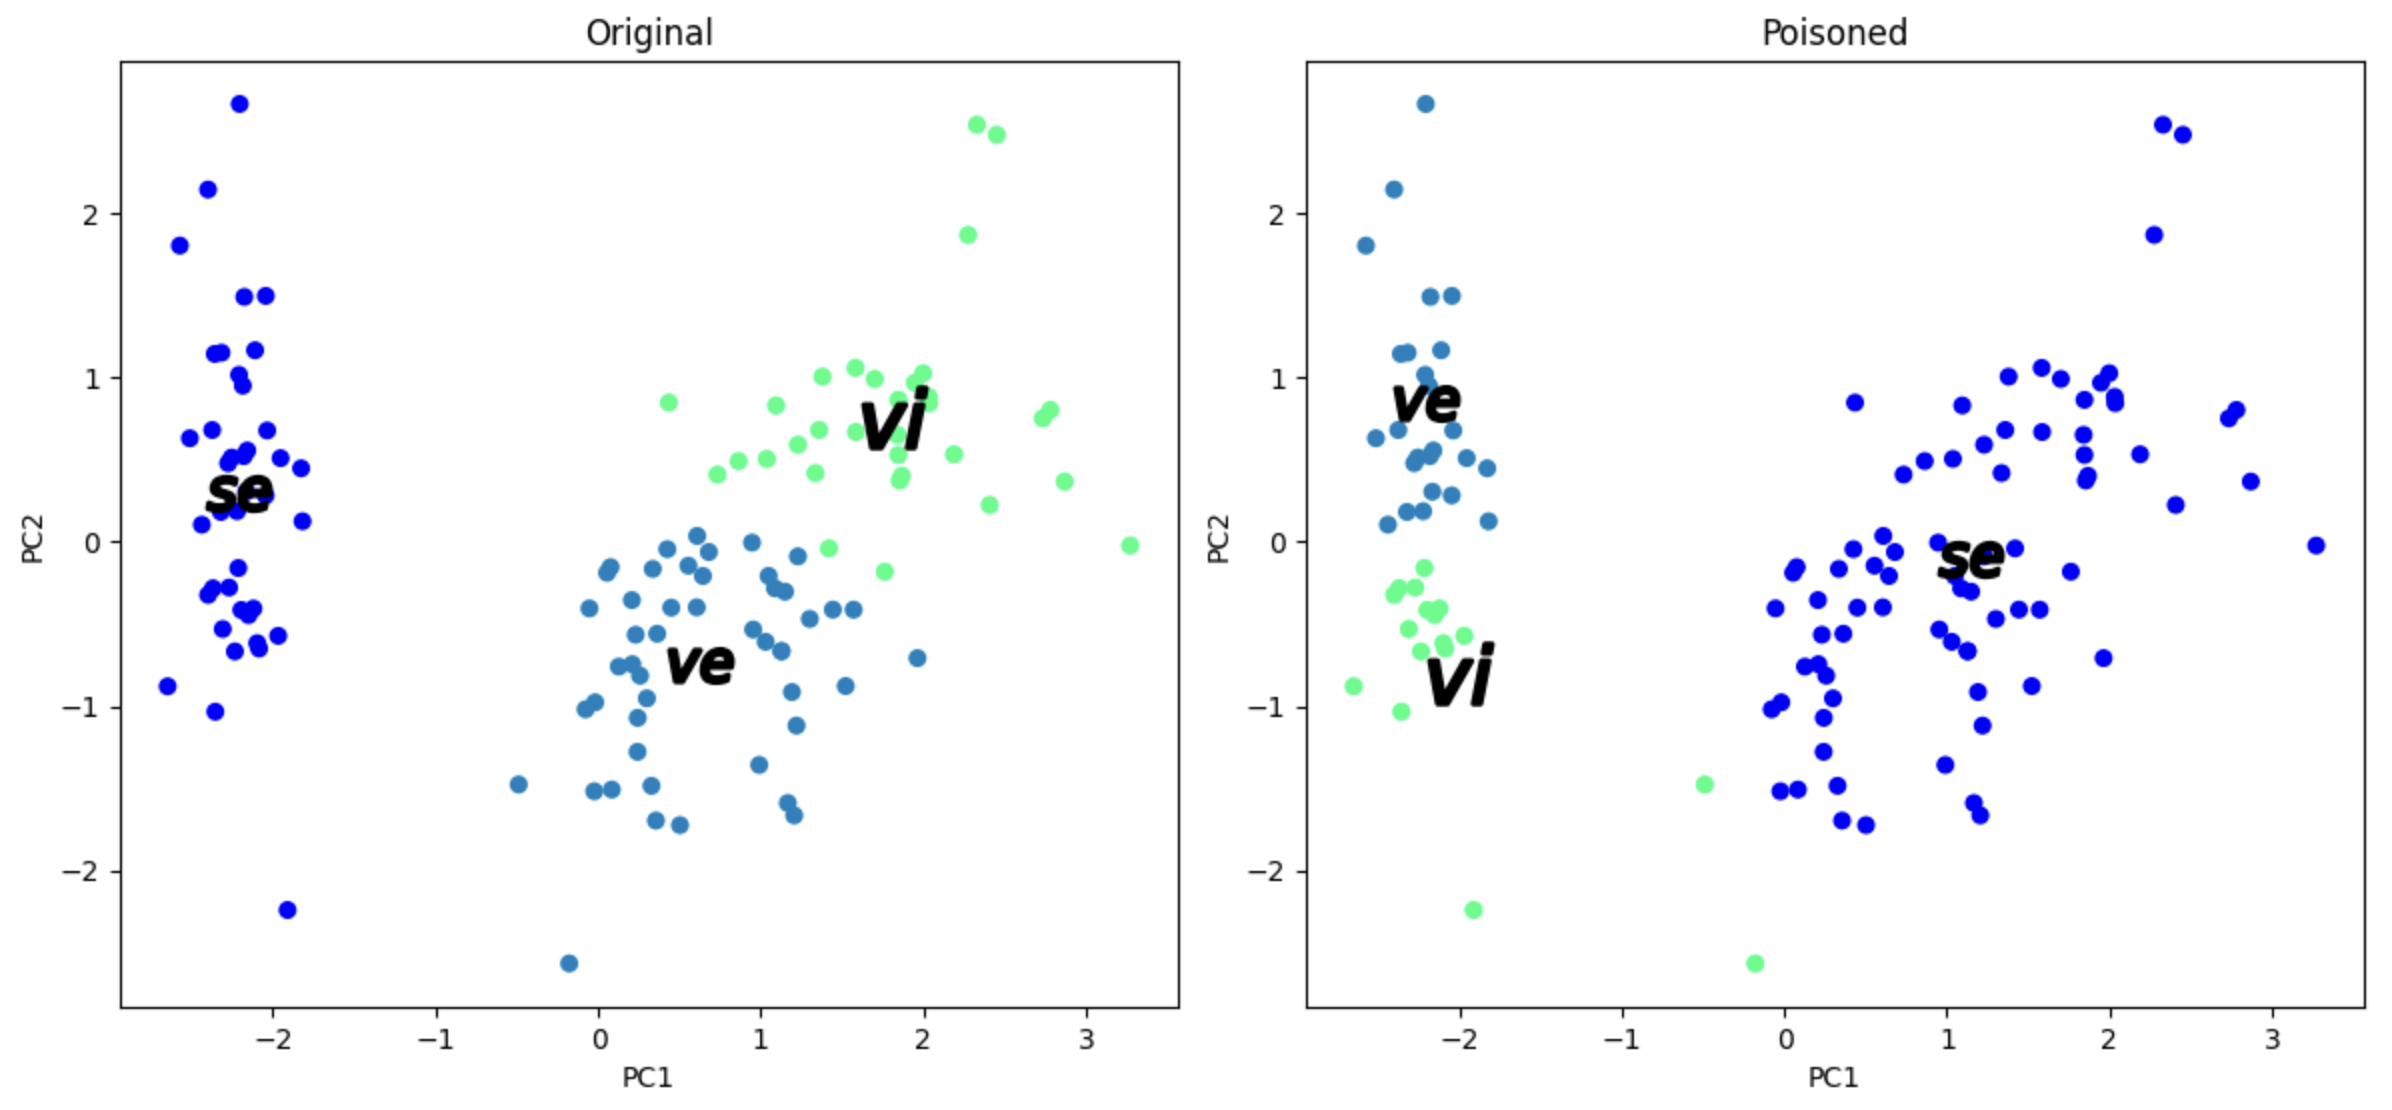 Original
2
1
0
−1
−2
PC2
se
vi
ve
−2 −1 0 1 2 3
PC1
Poisoned
2
1
0
−1
−2
PC2
ve
se
vi
−2 −1 0 1 2 3
PC1